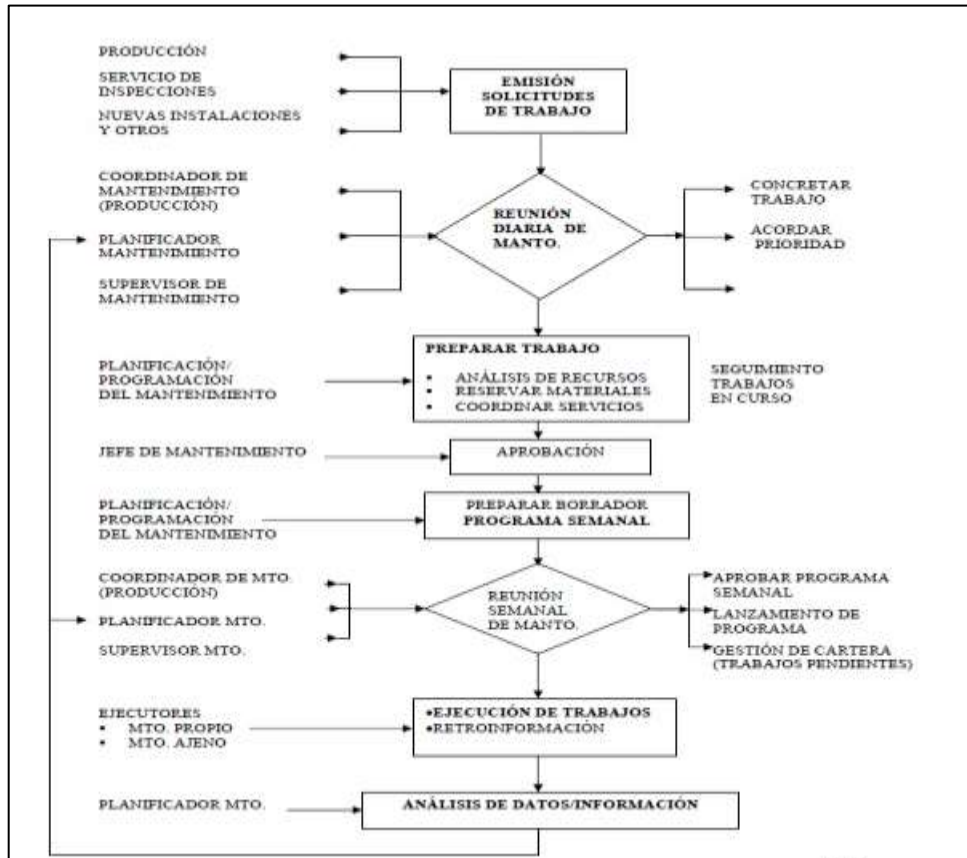 PRODUCCIÓN
SERVICIO DE
INSPECCIONES
NUEVAS INSTALACIONES
Y OTROS
EMISIÓN
SOLICITUDES
DE TRABAJO
COORDINADOR DE
MANTENIMIENTO
(PRODUCCIÓN)
PLANIFICADOR
MANTENIMIENTO
SUPERVISOR DE
MANTENIMIENTO
REUNIÓN
DIARIA DE
MANTO.
CONCRETAR
TRABAJO
ACORDAR
PRIORIDAD
PLANIFICACIÓN/
PROGRAMACIÓN
DEL MANTENIMIENTO
PREPARAR TRABAJO
• ANÁLISIS DE RECURSOS
• RESERVAR MATERIALES
• COORDINAR SERVICIOS
SEGUIMIENTO
TRABAJOS
EN CURSO
JEFE DE MANTENIMIENTO
APROBACIÓN
PLANIFICACIÓN/
PROGRAMACIÓN
DEL MANTENIMIENTO
PREPARAR BORRADOR
PROGRAMA SEMANAL
COORDINADOR DE MTO.
(PRODUCCIÓN)
PLANIFICADOR MTO.
SUPERVISOR MTO.
REUNIÓN
SEMANAL
DE MANTO.
APROBAR PROGRAMA
SEMANAL
LANZAMIENTO DE
PROGRAMA
GESTIÓN DE CARTERA
(TRABAJOS PENDIENTES)
EJECUTORES
• MTO. PROPIO
• MTO. AJENO
•EJECUCIÓN DE TRABAJOS
•RETROINFORMACIÓN
PLANIFICADOR MTO.
ANÁLISIS DE DATOS/INFORMACIÓN